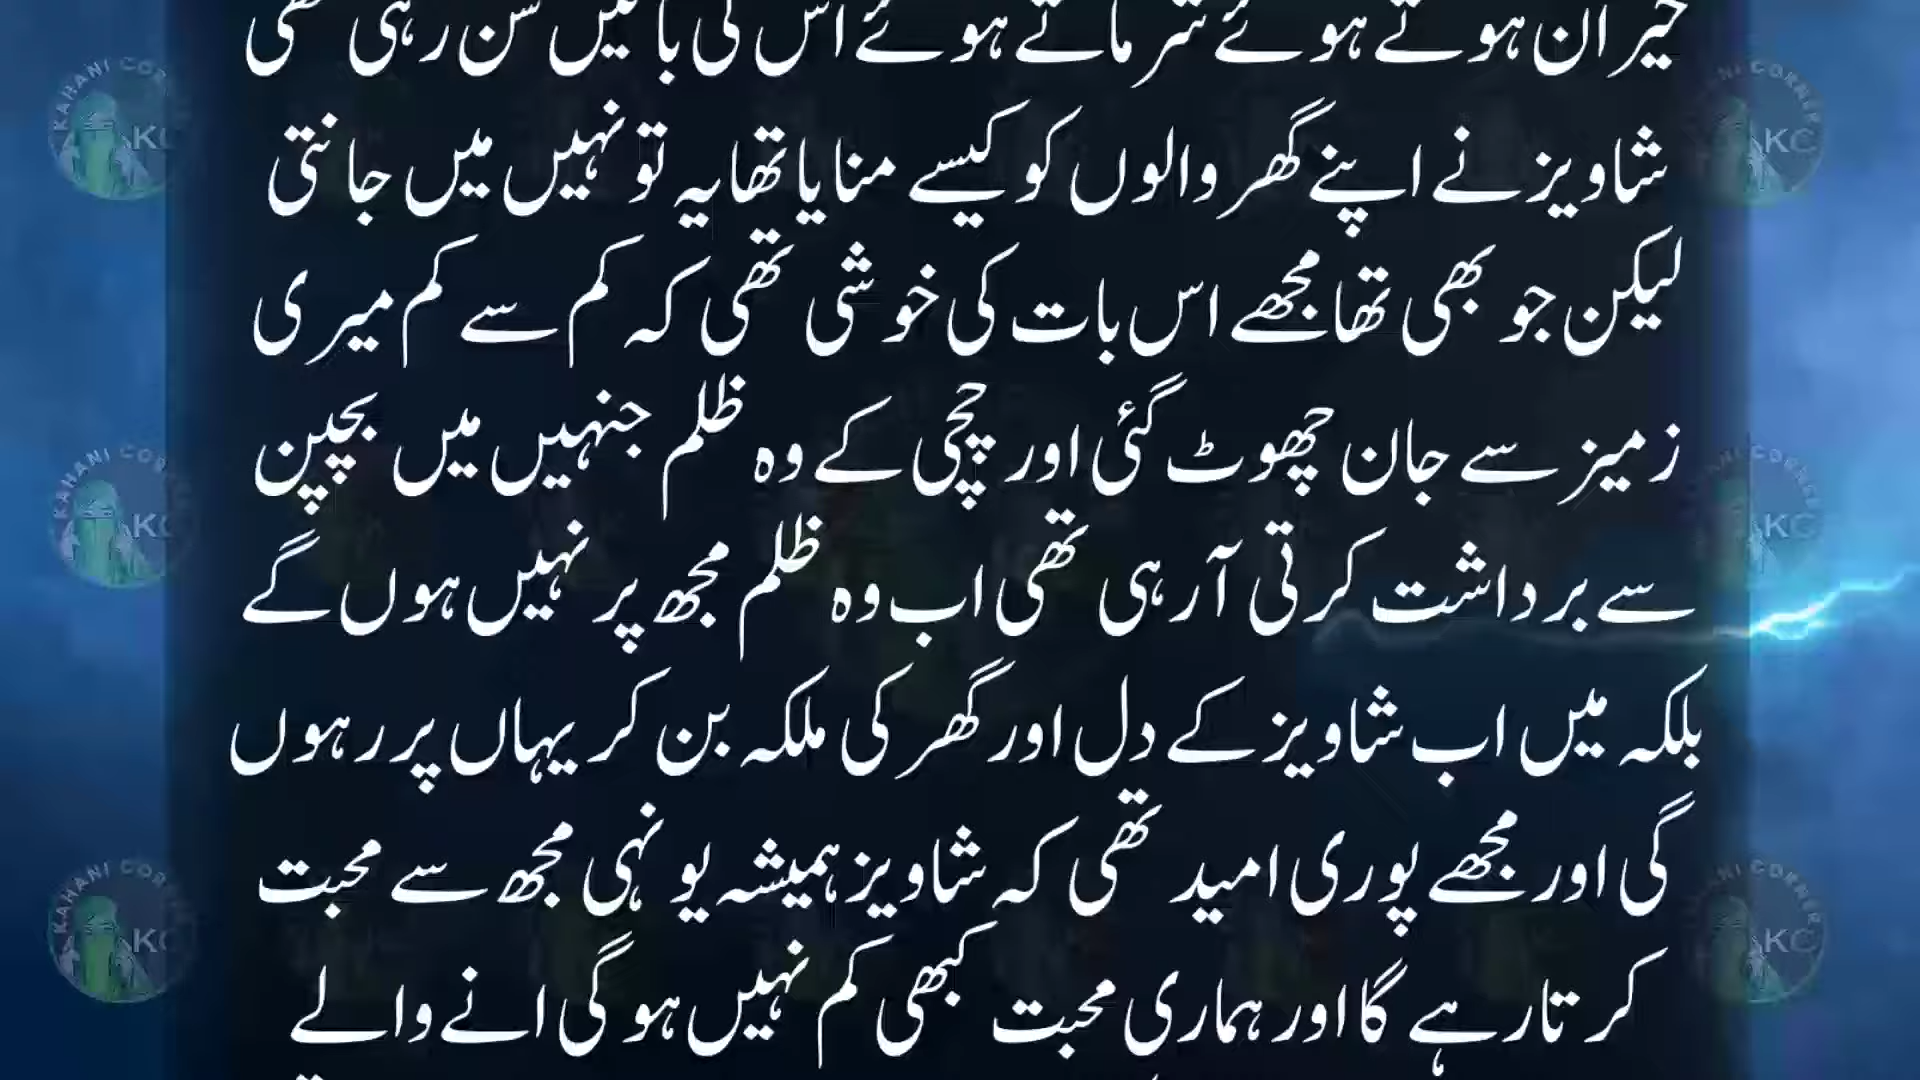 حیران ہوتے ہوئے شرماتے ہوئے اس کی باتیں سن رہی تھی
شاویز نے اپنے گھر والوں کو کیسے منایا تھا یہ تو نہیں میں جانتی
لیکن جو بھی تھا مجھے اس بات کی خوشی تھی کہ کم سے کم میری
زمیز سے جان چھوٹ گئی اور چچی کے وہ ظلم جنہیں میں بچپن
سے برداشت کرتی آ رہی تھی اب وہ ظلم مجھ پر نہیں ہوں گے
بلکہ میں اب شاویز کے دل اور گھر کی ملکہ بن کر یہاں پر رہوں
گی اور مجھے پوری امید تھی کہ شاویز ہمیشہ یونہی مجھ سے محبت
کرتا رہے گا اور ہماری محبت کبھی کم نہیں ہوگی انے والے
KAHANI CORNER
KC